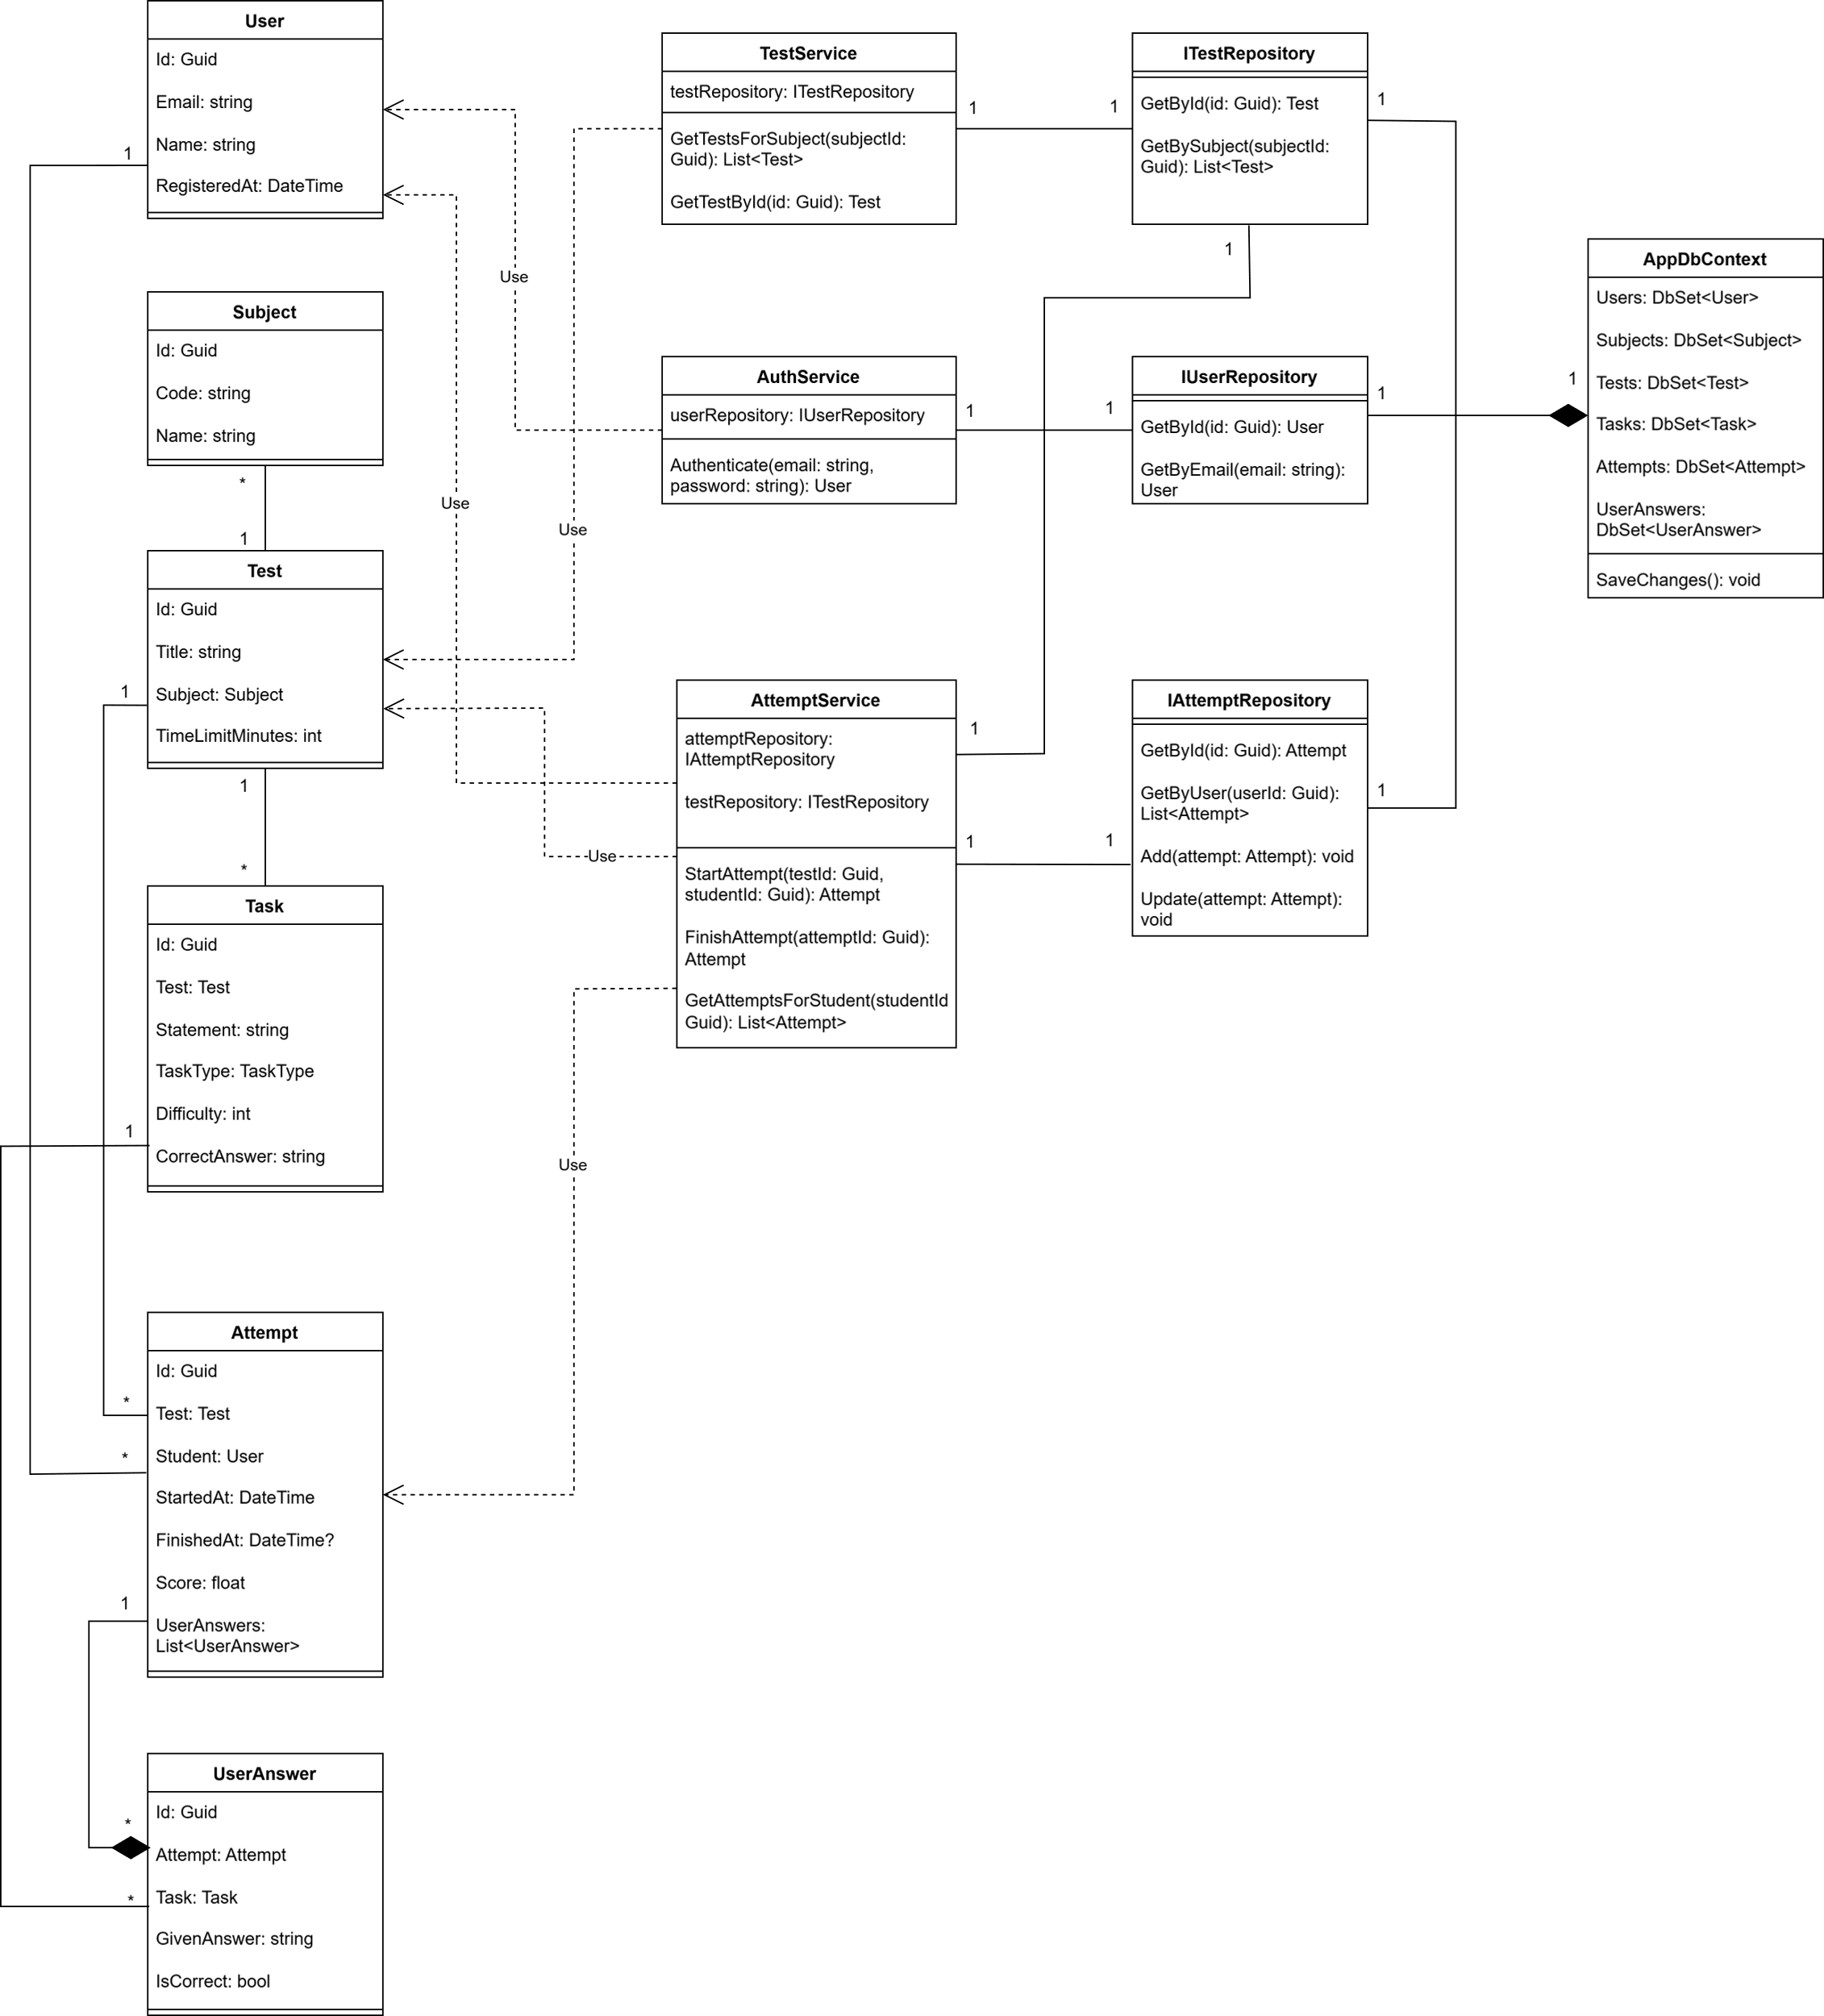 User
Id: Guid
Email: string
Name: string
RegisteredAt: DateTime
1
Subject
Id: Guid
Code: string
Name: string
*
1
Test
Id: Guid
Title: string
Subject: Subject
TimeLimitMinutes: int
1
1
*
Task
Id: Guid
Test: Test
Statement: string
TaskType: TaskType
Difficulty: int
CorrectAnswer: string
1
Attempt
Id: Guid
Test: Test
Student: User
StartedAt: DateTime
FinishedAt: DateTime?
Score: float
UserAnswers:
List<UserAnswer>
*
*
1
UserAnswer
Id: Guid
Attempt: Attempt
Task: Task
GivenAnswer: string
IsCorrect: bool
*
*
Use
Use
Use
Use
Use
TestService
testRepository: ITestRepository
GetTestsForSubject(subjectId:
Guid): List<Test>
GetTestById(id: Guid): Test
1
1
AuthService
userRepository: IUserRepository
Authenticate(email: string,
password: string): User
1
1
AttemptService
attemptRepository:
IAttemptRepository
testRepository: ITestRepository
StartAttempt(testId: Guid,
studentId: Guid): Attempt
FinishAttempt(attemptId: Guid):
Attempt
GetAttemptsForStudent(studentId
Guid): List<Attempt>
1
1
1
ITestRepository
GetById(id: Guid): Test
GetBySubject(subjectId:
Guid): List<Test>
1
1
IUserRepository
GetById(id: Guid): User
GetByEmail(email: string):
User
1
1
IAttemptRepository
GetById(id: Guid): Attempt
GetByUser(userId: Guid):
List<Attempt>
Add(attempt: Attempt): void
Update(attempt: Attempt):
void
1
AppDbContext
Users: DbSet<User>
Subjects: DbSet<Subject>
Tests: DbSet<Test>
Tasks: DbSet<Task>
Attempts: DbSet<Attempt>
UserAnswers:
DbSet<UserAnswer>
SaveChanges(): void